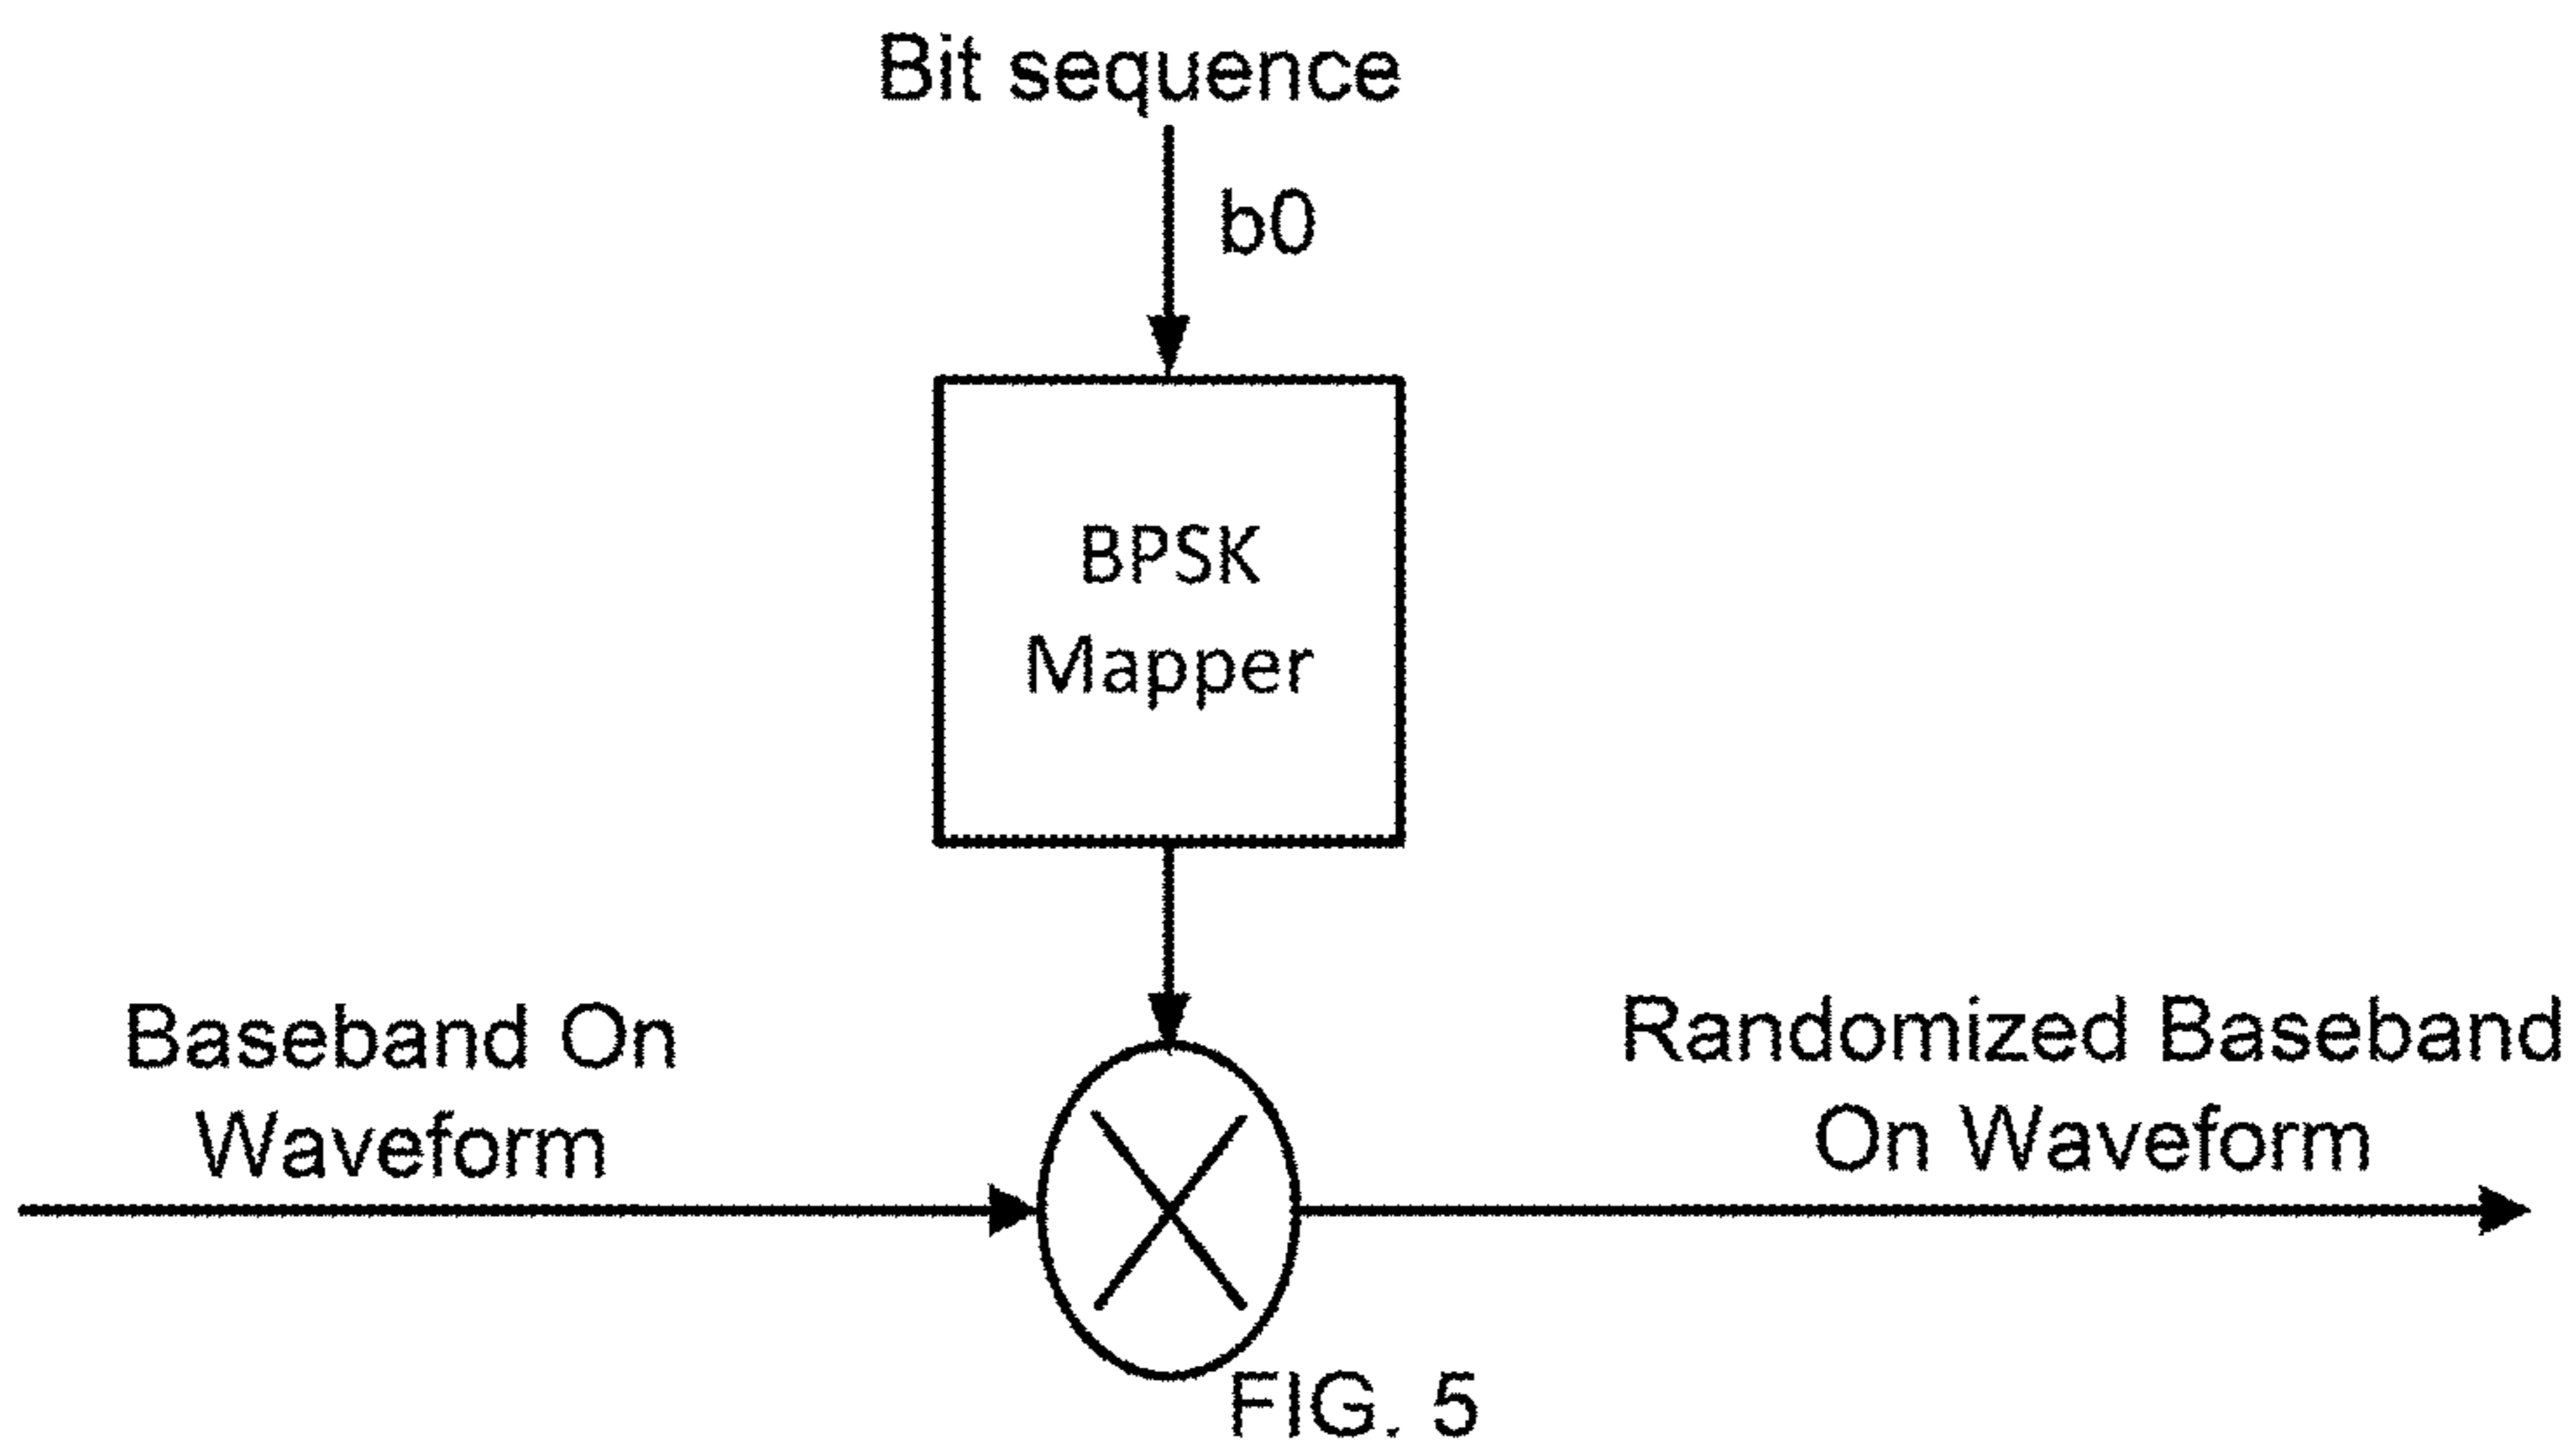 Bit sequence
b0
BPSK
Mapper
Baseband On
Waveform
Randomized Baseband
On Waveform
FIG. 5